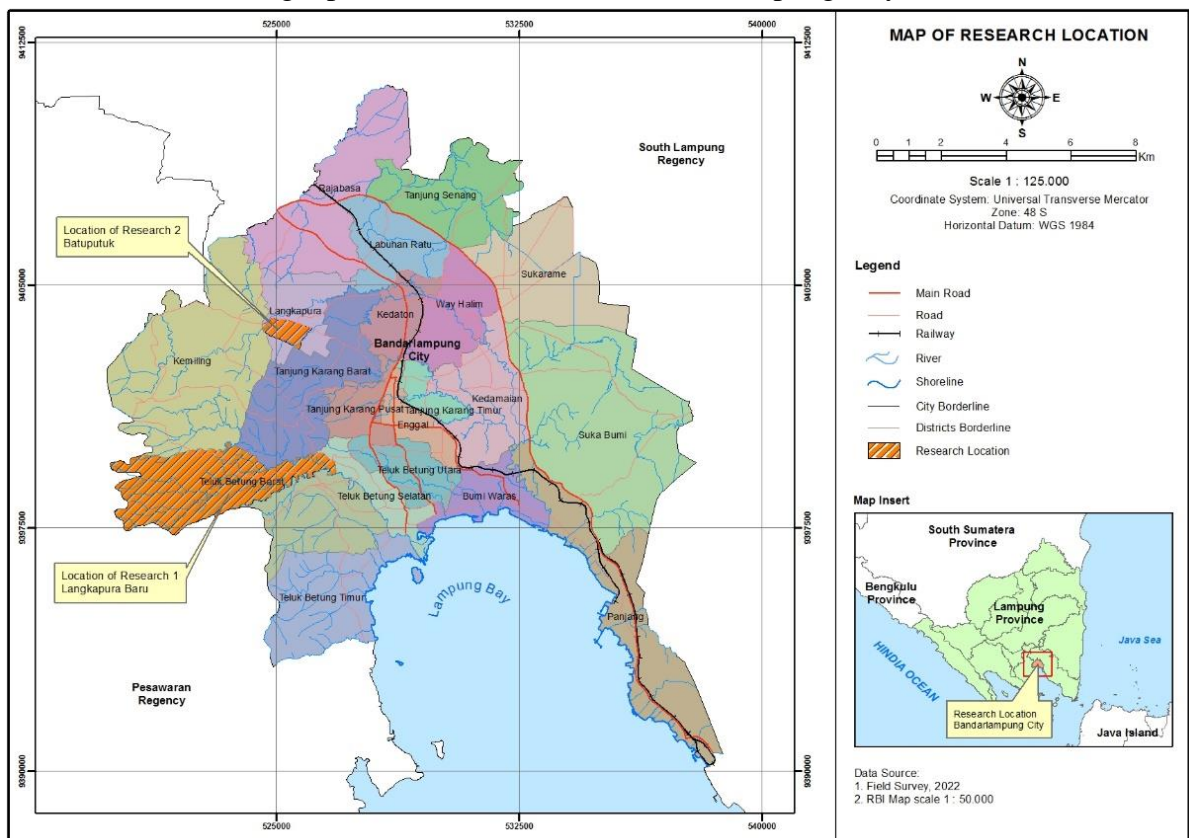 525000
532500
540000
9412500
9412500
MAP OF RESEARCH LOCATION
N
W
E
S
South Lampung
Regency
Rajabasa
Tanjung Senang
0 1 2 4 6 8
Km
Scale 1 : 125.000
Coordinate System: Universal Transverse Mercator
Zone: 48 S
Horizontal Datum: WGS 1984
Location of Research 2
Batuputuk
Labuhan Ratu
Sukarame
9405000
9405000
Langkapura
Way Halim
Kedaton
Bandarlampung
City
Kemiling
Tanjung Karang Barat
Kedamaian
Tanjung Karang Pusat
Tanjung Karang Timur
Enggal
Suka Bumi
Teluk Betung Barat
Teluk Betung Utara
Teluk Betung Selatan
Bumi Waras
9397500
9397500
Location of Research 1
Langkapura Baru
Teluk Betung Timur
Lampung Bay
Panjang
Pesawaran
Regency
9390000
9390000
525000
532500
540000
Legend
Main Road
Road
Railway
River
Shoreline
City Borderline
Districts Borderline
Research Location
Map Insert
South Sumatera
Province
Bengkulu
Province
Lampung
Province
Java Sea
HINDIA OCEAN
Research Location
Bandarlampung City
Java Island
Data Source:
1. Field Survey, 2022
2. RBI Map scale 1 : 50.000